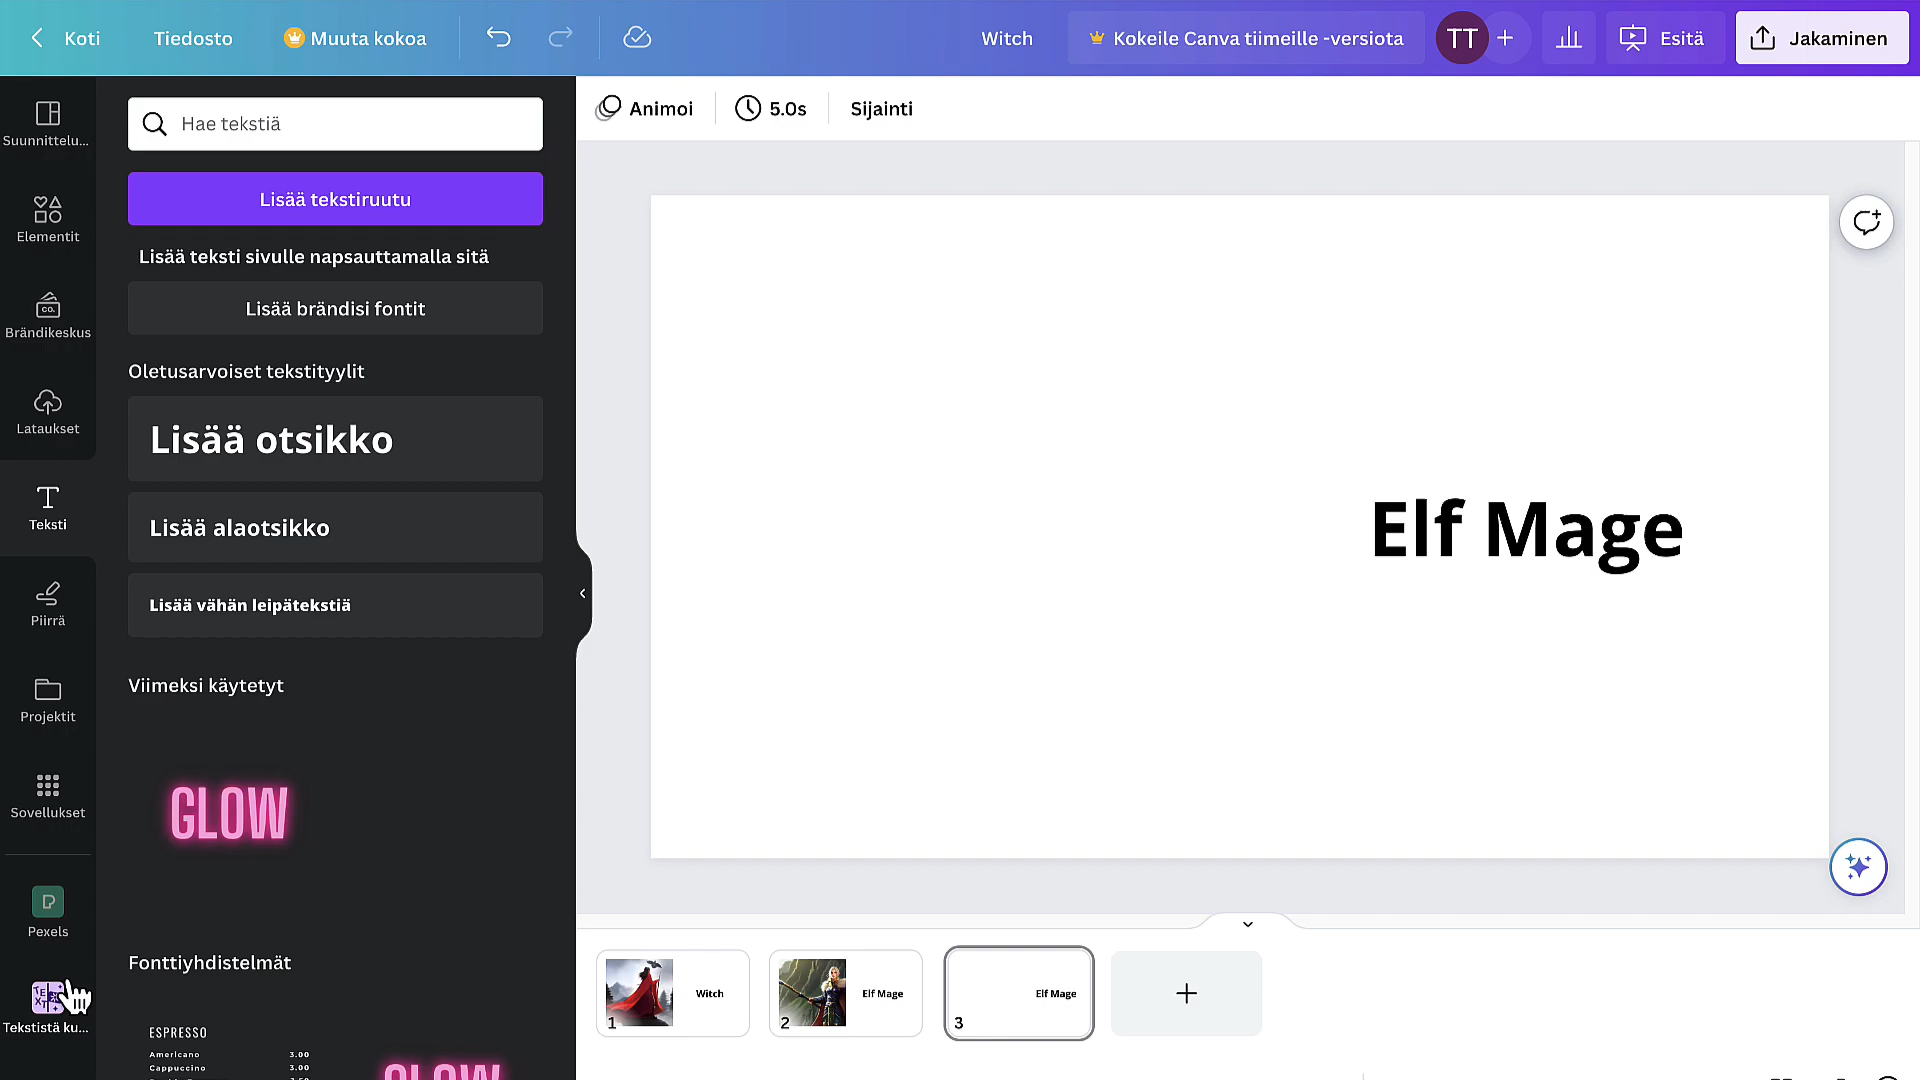 Koti
Tiedosto
Muuta kokoa
Witch
Kokeile Canva tiimeille -versiota
TT
Esitä
Jakaminen
Suunnittelu...
Elementit
Brändikeskus
CO.
Lataukset
Teksti
Piirrä
Projektit
Sovellukset
Pexels
Tekstistä ku...
Hae tekstiä
Lisää tekstiruutu
Lisää teksti sivulle napsauttamalla sitä
Lisää brändisi fontit
Oletusarvoiset tekstityylit
Lisää otsikko
Lisää alaotsikko
Lisää vähän leipätekstiä
Viimeksi käytetyt
GLOW
Fonttiyhdistelmät
ESPRESSO
Americano 3.00
Cappuccino 3.00
GLOW
Animoi
5.0s
Sijainti
Elf Mage
Witch
1
Elf Mage
2
Elf Mage
3